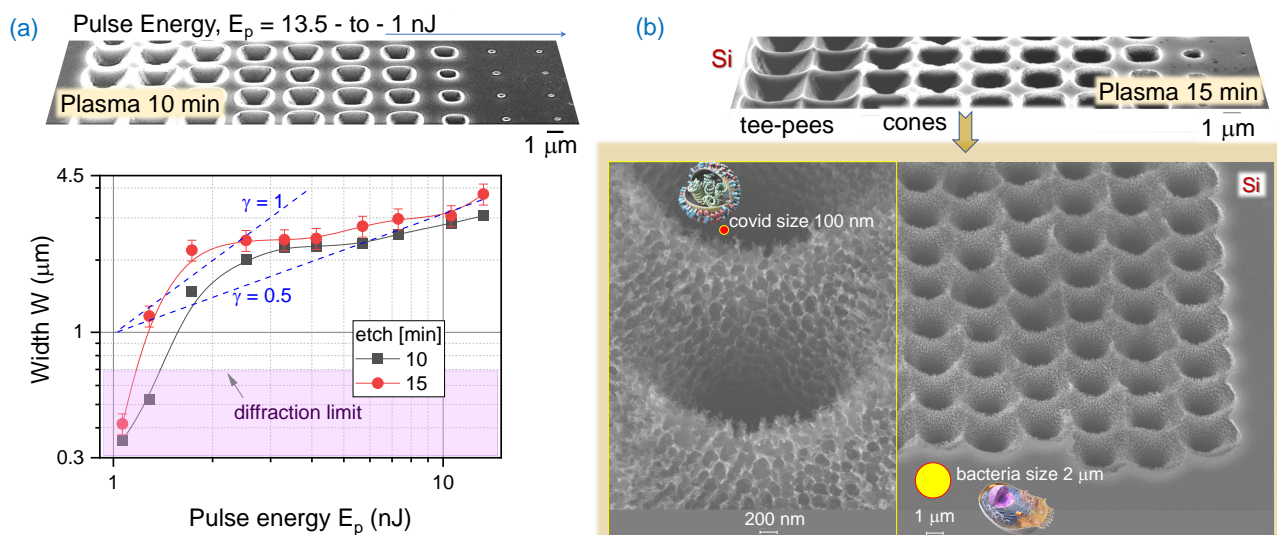 (a)
Pulse Energy, Eₚ = 13.5 - to - 1 nJ
Plasma 10 min
1 μm
4.5
1
0.3
Width W (μm)
γ = 1
γ = 0.5
etch [min]
10
15
diffraction limit
1
10
Pulse energy Eₚ (nJ)
(b)
Si
Plasma 15 min
tee-pees
cones
1 μm
covid size 100 nm
200 nm
Si
bacteria size 2 μm
1 μm